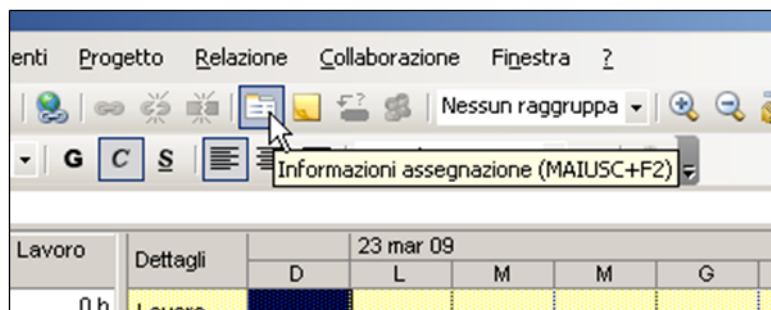 enti Progetto Relazione Collaborazione Finestra ?
Nessun raggruppa
G C S
Informazioni assegnazione (MAIUSC+F2)
Lavoro Dettagli 23 mar 09
D L M M G
0 h Lavoro